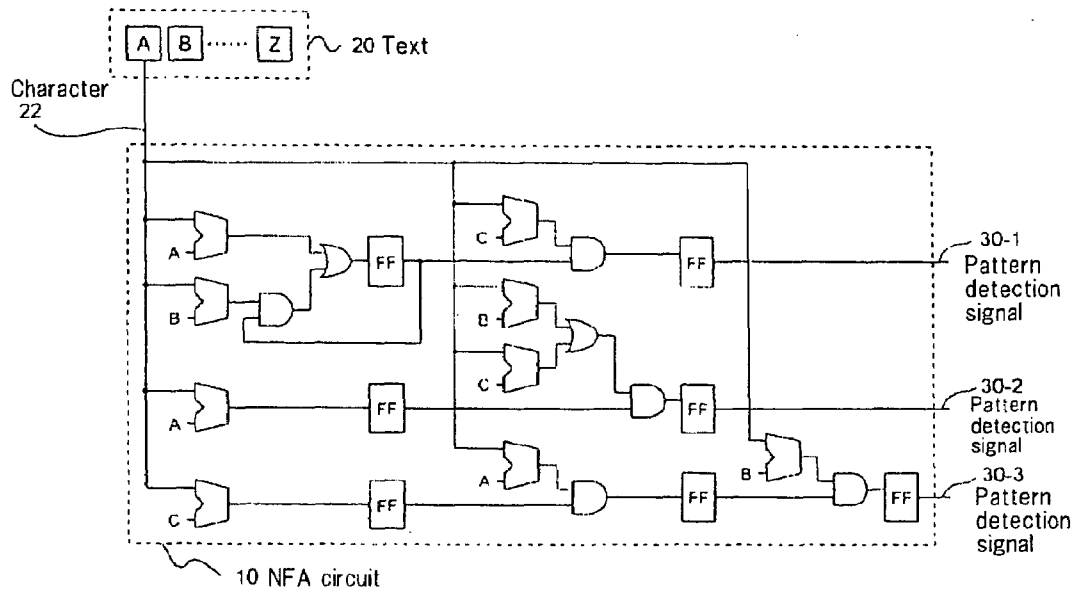 A B ...... Z
20 Text
Character
22
A
C
FF
FF
30-1
Pattern
detection
signal
B
B
C
A
FF
FF
30-2
Pattern
detection
signal
C
FF
A
FF
B
FF
30-3
Pattern
detection
signal
10 NFA circuit